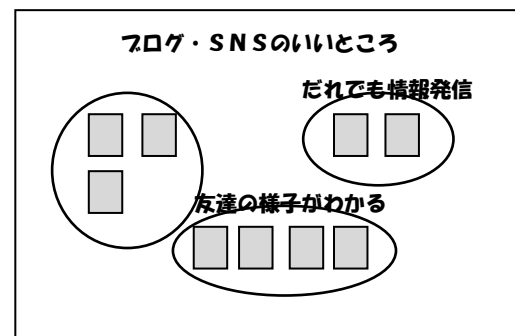 ブログ・SNSのいいところ
だれでも情報発信
友達の様子がわかる